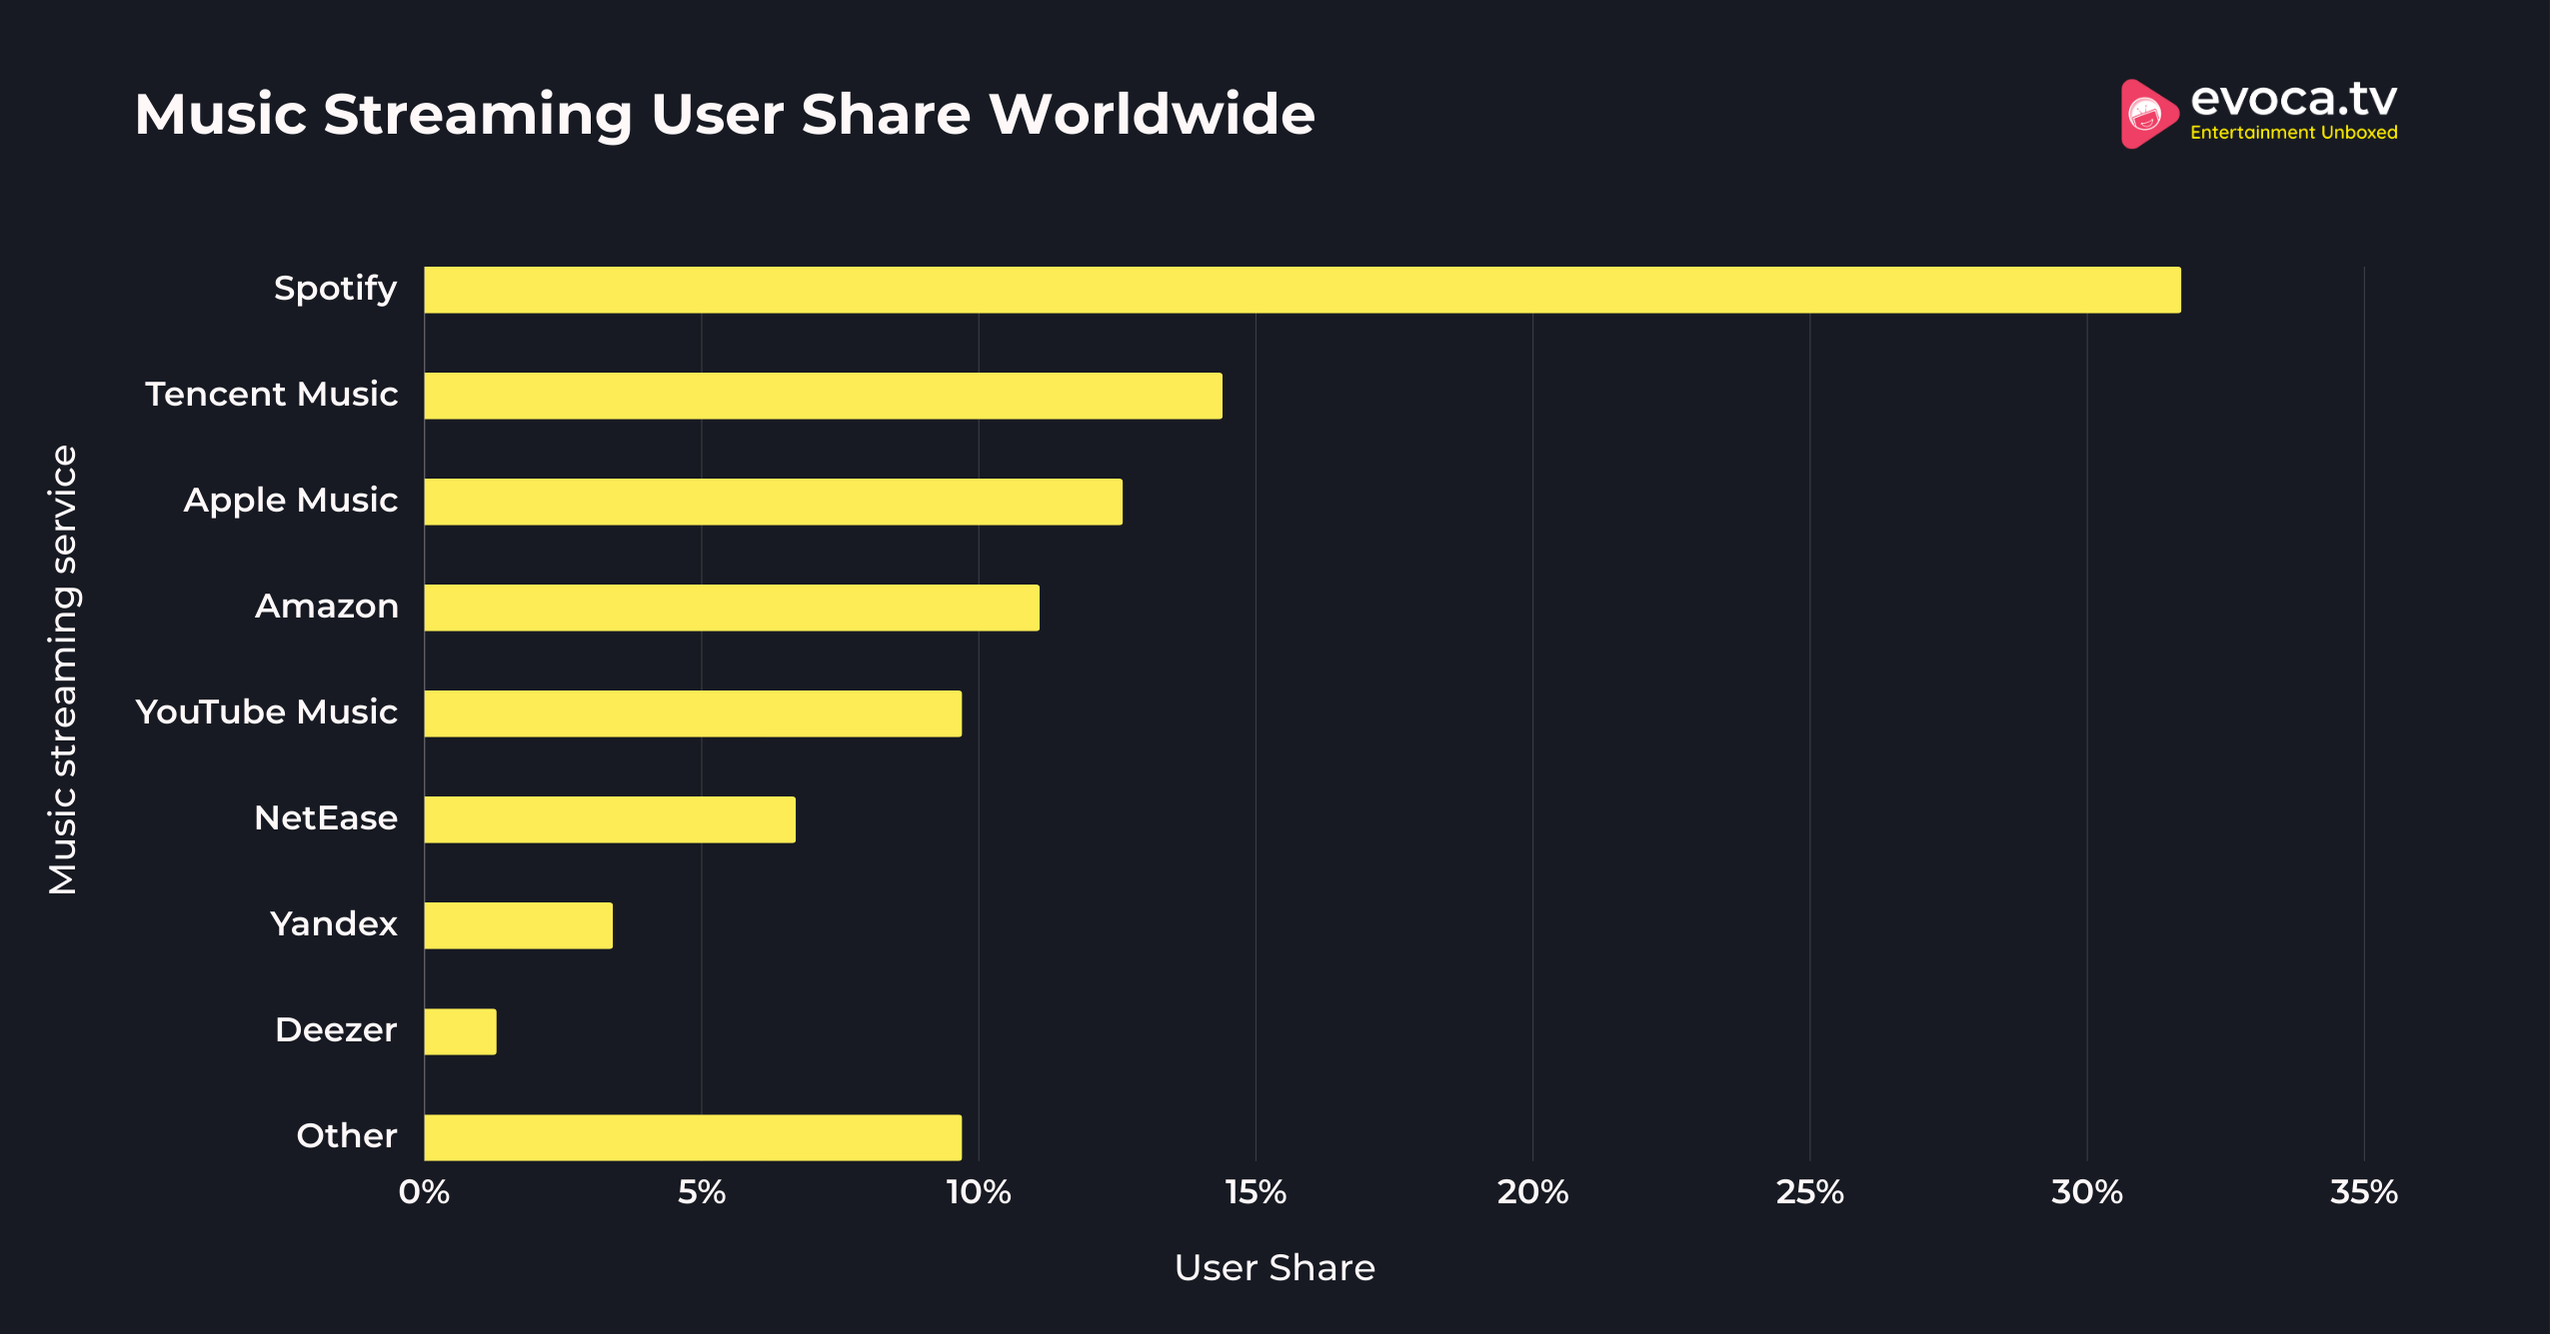 Music Streaming User Share Worldwide
evoca.tv
Entertainment Unboxed
Music streaming service
Spotify
Tencent Music
Apple Music
Amazon
YouTube Music
NetEase
Yandex
Deezer
Other
0% 5% 10% 15% 20% 25% 30% 35%
User Share